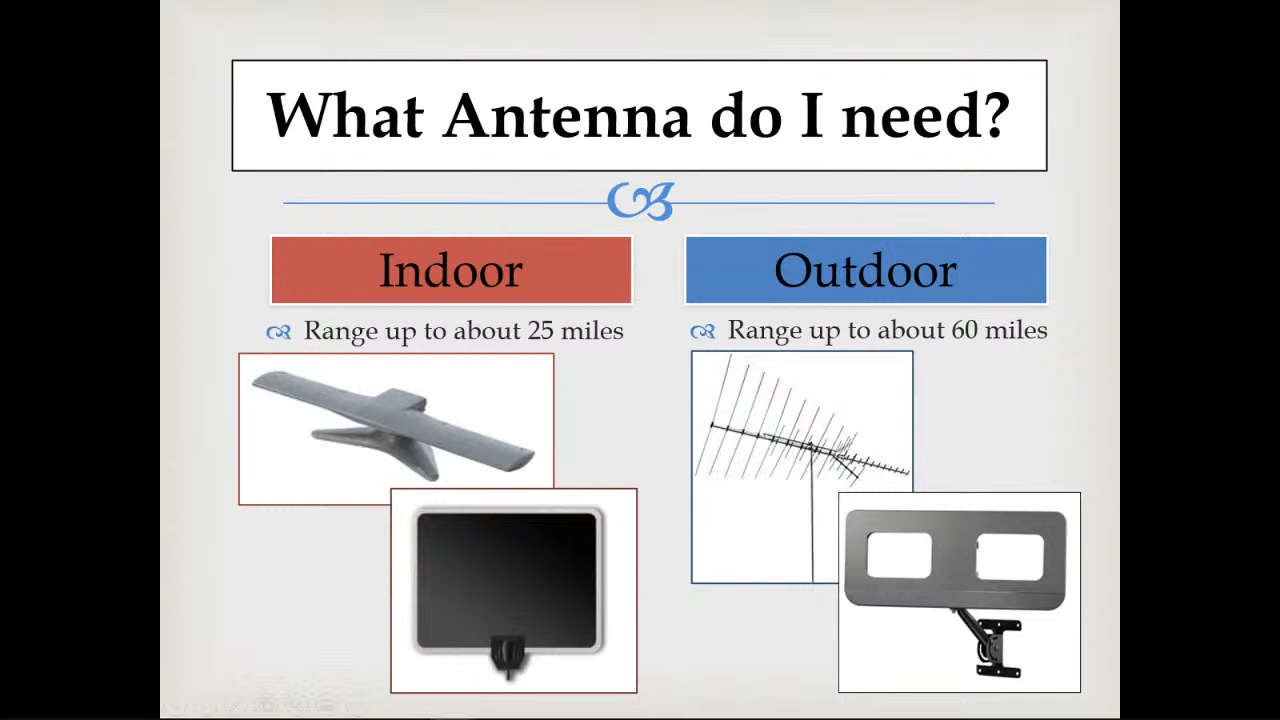 What Antenna do I need?
Indoor
Outdoor
Range up to about 25 miles
Range up to about 60 miles